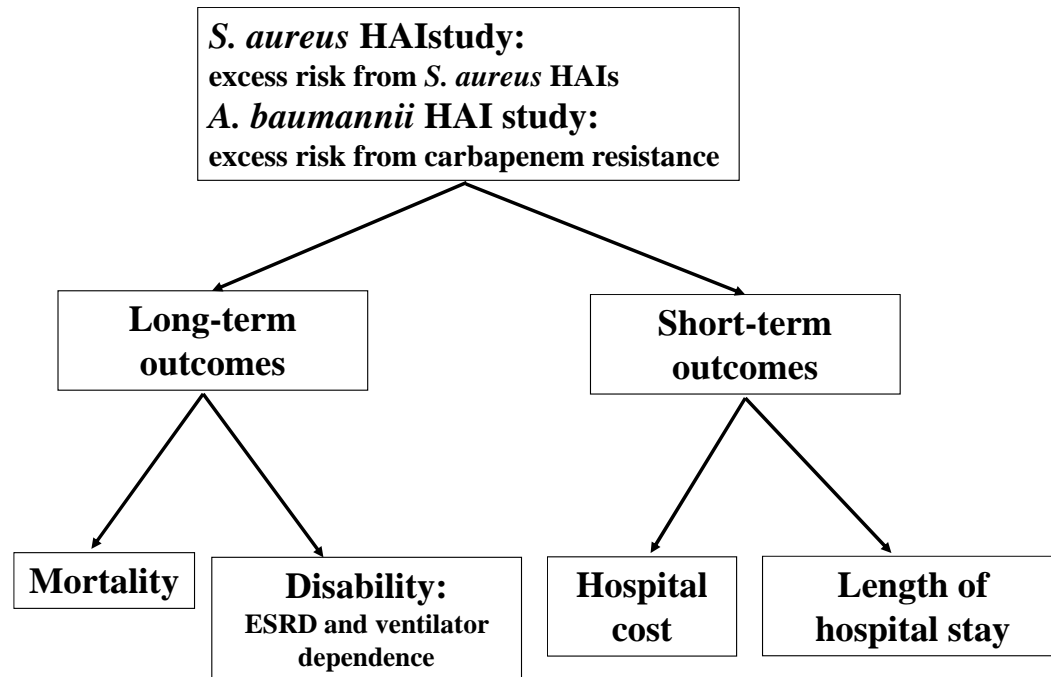 S. aureus HAIstudy:
excess risk from S. aureus HAIs
A. baumannii HAI study:
excess risk from carbapenem resistance
Long-term
outcomes
Short-term
outcomes
Mortality
Disability:
ESRD and ventilator
dependence
Hospital
cost
Length of
hospital stay